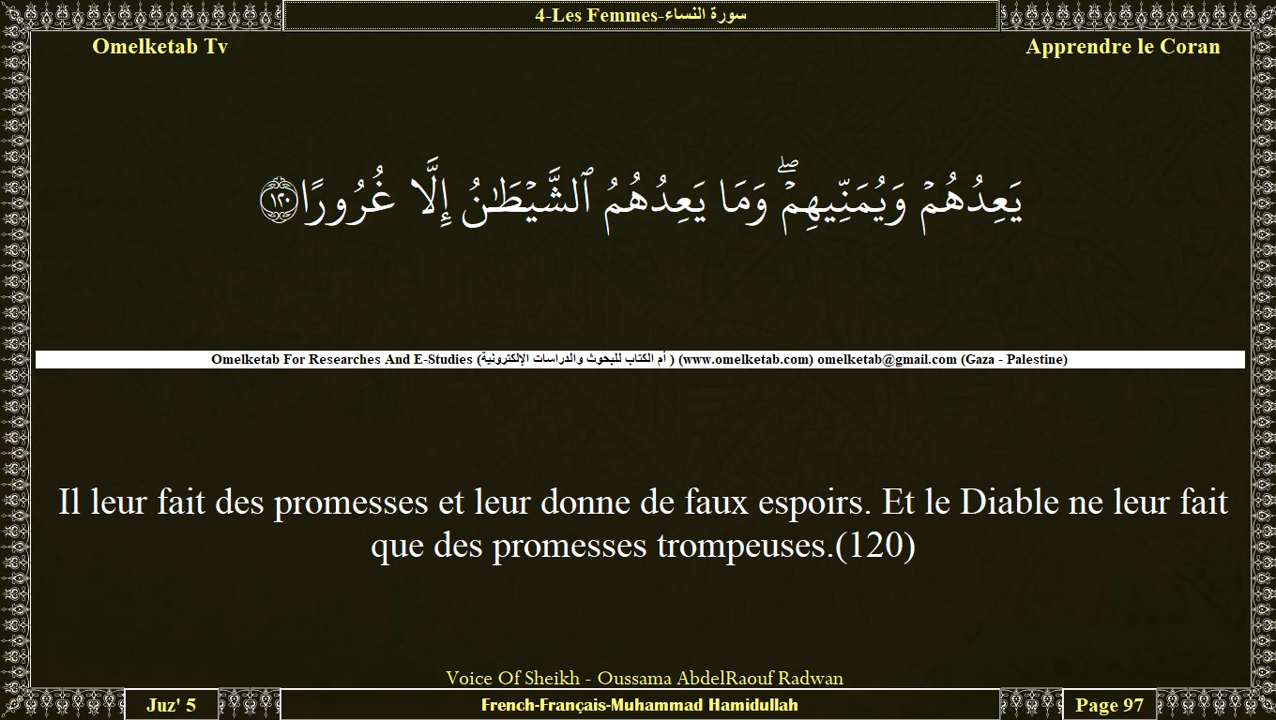 4-Les Femmes-سورة النساء
Omelketab Tv
Apprendre le Coran
يَعِدُهُمۡ وَيُمَنِّيهِمۡۖ وَمَا يَعِدُهُمُ ٱلشَّيۡطَٰنُ إِلَّا غُرُورًا ١٢٠
Omelketab For Researches And E-Studies (أم الكتاب للبحوث والدراسات الإلكترونية ) (www.omelketab.com) omelketab@gmail.com (Gaza - Palestine)
Il leur fait des promesses et leur donne de faux espoirs. Et le Diable ne leur fait
que des promesses trompeuses.(120)
Voice Of Sheikh - Oussama AbdelRaouf Radwan
Juz' 5
French-Français-Muhammad Hamidullah
Page 97